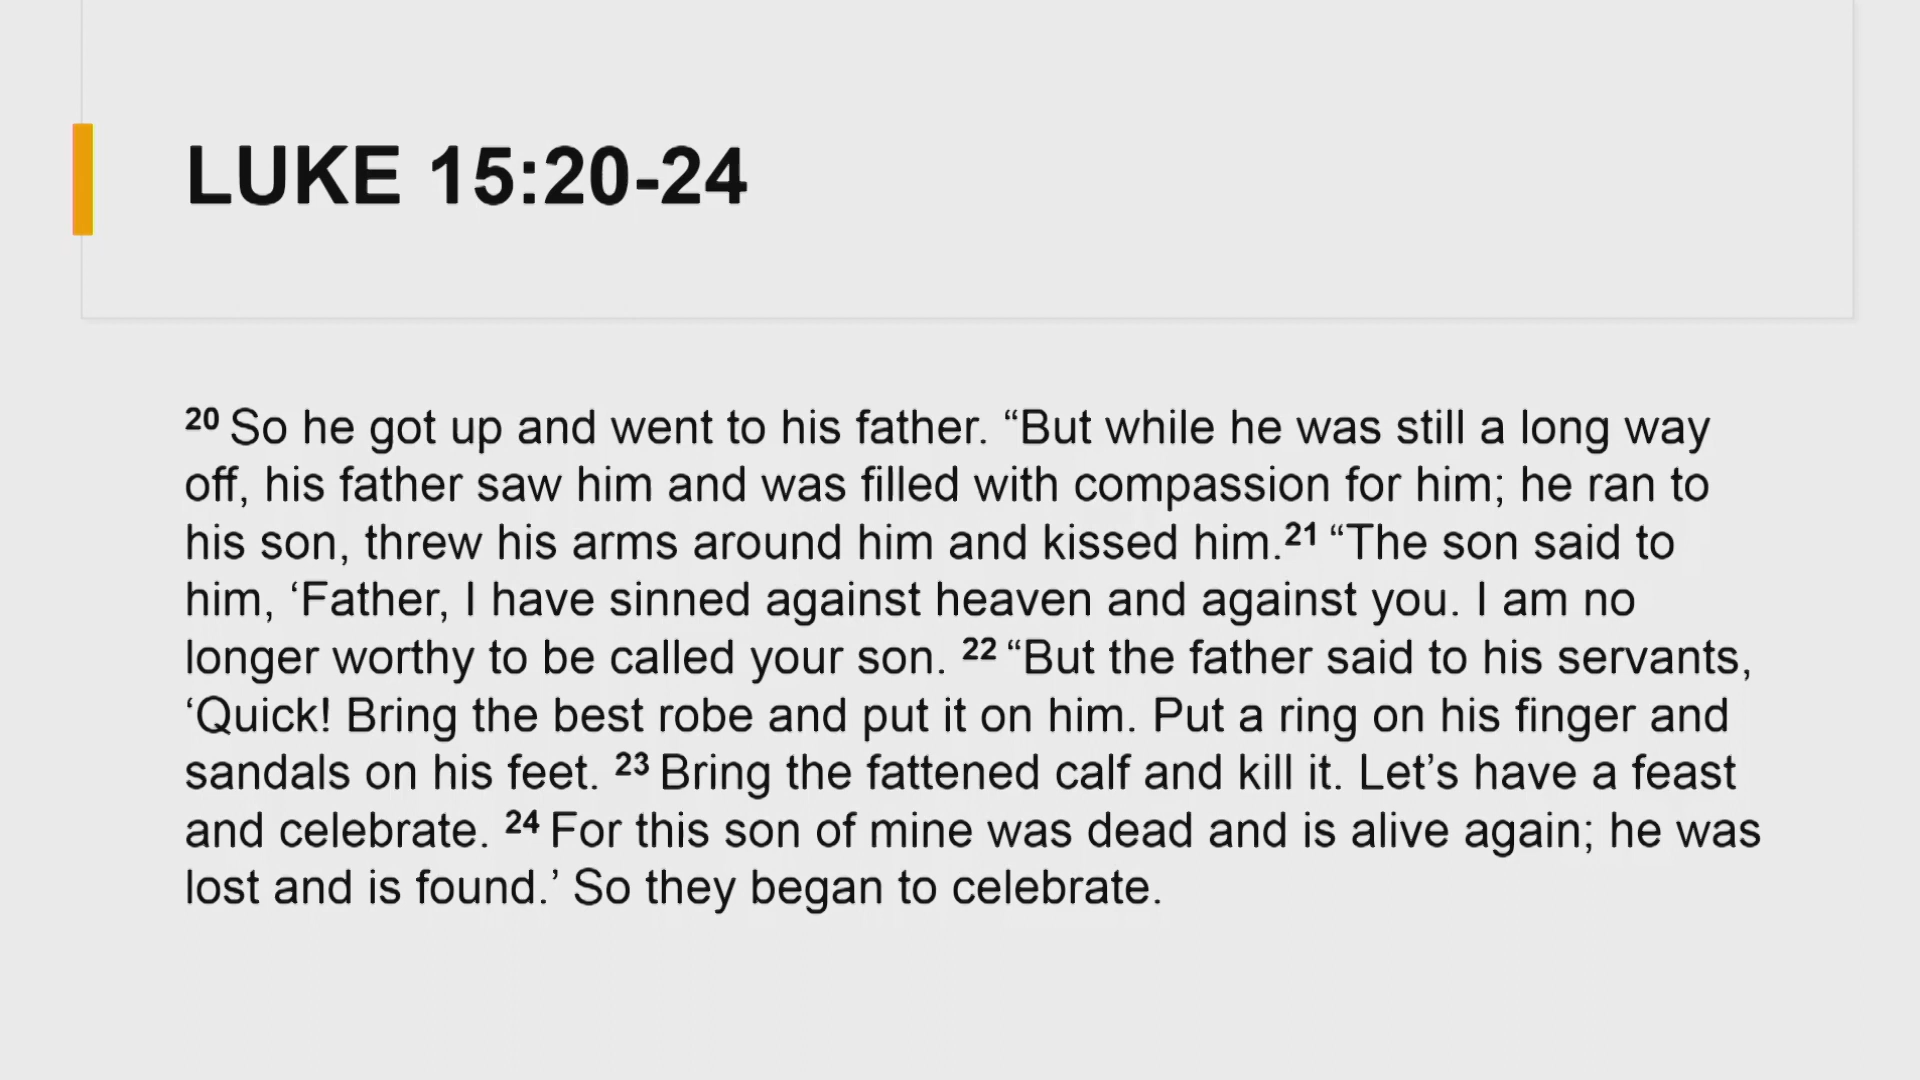 LUKE 15:20-24
20 So he got up and went to his father. “But while he was still a long way
off, his father saw him and was filled with compassion for him; he ran to
his son, threw his arms around him and kissed him.21 “The son said to
him, ‘Father, I have sinned against heaven and against you. I am no
longer worthy to be called your son. 22 “But the father said to his servants,
‘Quick! Bring the best robe and put it on him. Put a ring on his finger and
sandals on his feet. 23 Bring the fattened calf and kill it. Let’s have a feast
and celebrate. 24 For this son of mine was dead and is alive again; he was
lost and is found.’ So they began to celebrate.